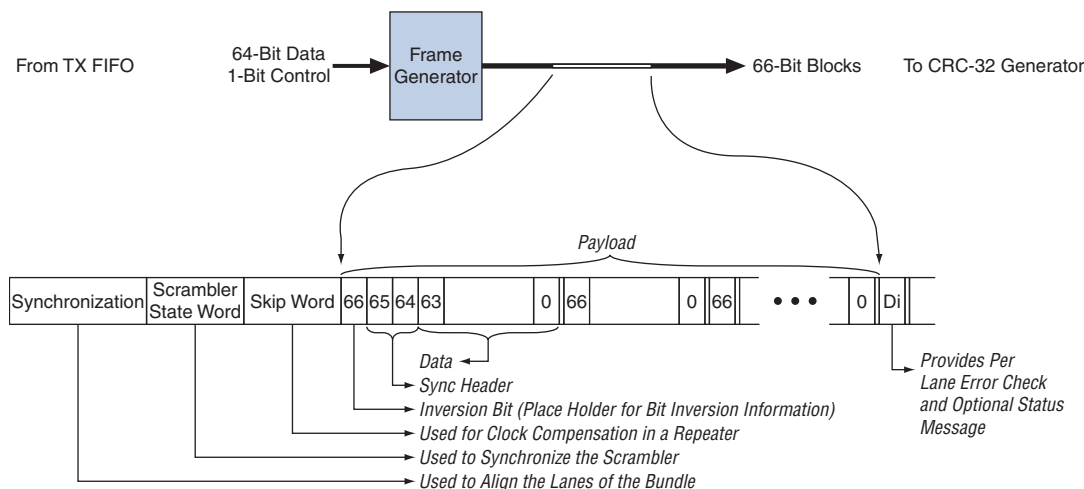 From TX FIFO
64-Bit Data
1-Bit Control
Frame
Generator
66-Bit Blocks
To CRC-32 Generator
Payload
Synchronization
Scrambler
State Word
Skip Word
66
65
64
63
0
66
0
66
0
Di
Data
Sync Header
Inversion Bit (Place Holder for Bit Inversion Information)
Used for Clock Compensation in a Repeater
Used to Synchronize the Scrambler
Used to Align the Lanes of the Bundle
Provides Per
Lane Error Check
and Optional Status
Message